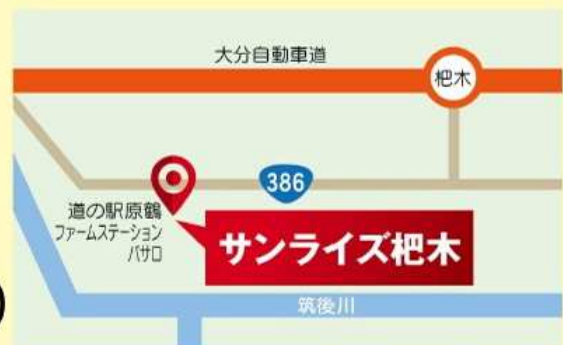 大分自動車道
杷木
386
道の駅原鶴
ファームステーション
バサロ
サンライズ杷木
筑後川